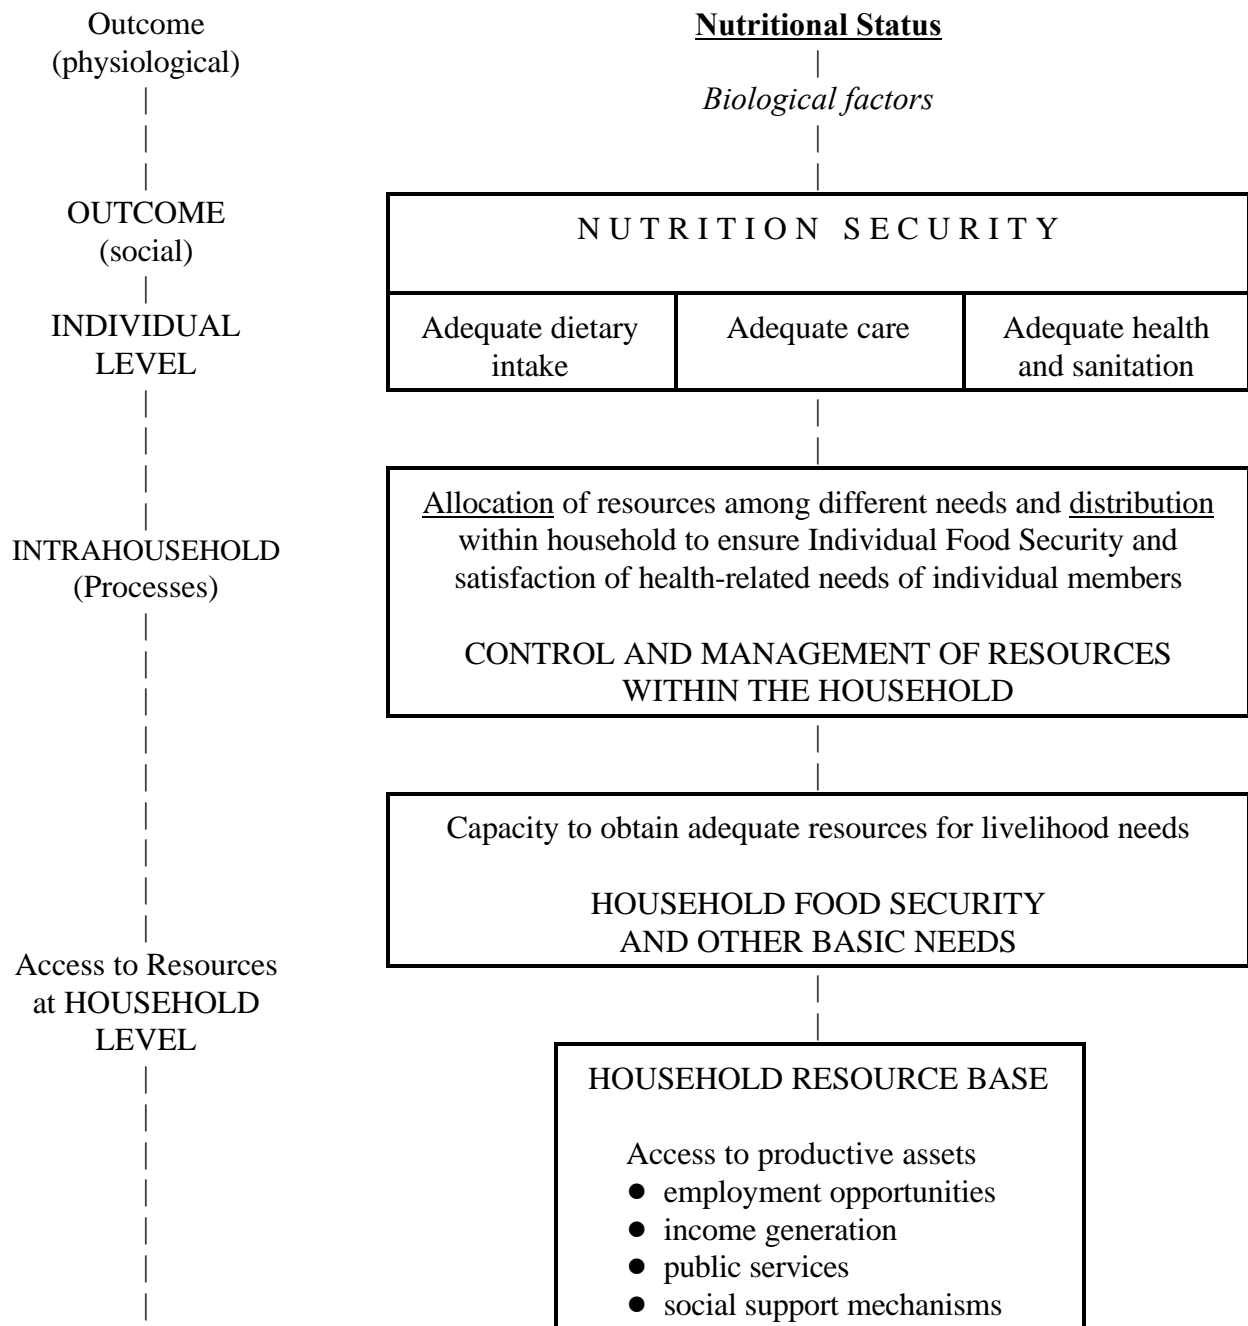 Outcome
(physiological)
OUTCOME
(social)
INDIVIDUAL
LEVEL
INTRAHOUSEHOLD
(Processes)
Access to Resources
at HOUSEHOLD
LEVEL
Nutritional Status
Biological factors
NUTRITION SECURITY
Adequate dietary
intake
Adequate care
Adequate health
and sanitation
Allocation of resources among different needs and distribution
within household to ensure Individual Food Security and
satisfaction of health-related needs of individual members
CONTROL AND MANAGEMENT OF RESOURCES
WITHIN THE HOUSEHOLD
Capacity to obtain adequate resources for livelihood needs
HOUSEHOLD FOOD SECURITY
AND OTHER BASIC NEEDS
HOUSEHOLD RESOURCE BASE
Access to productive assets
● employment opportunities
● income generation
● public services
● social support mechanisms